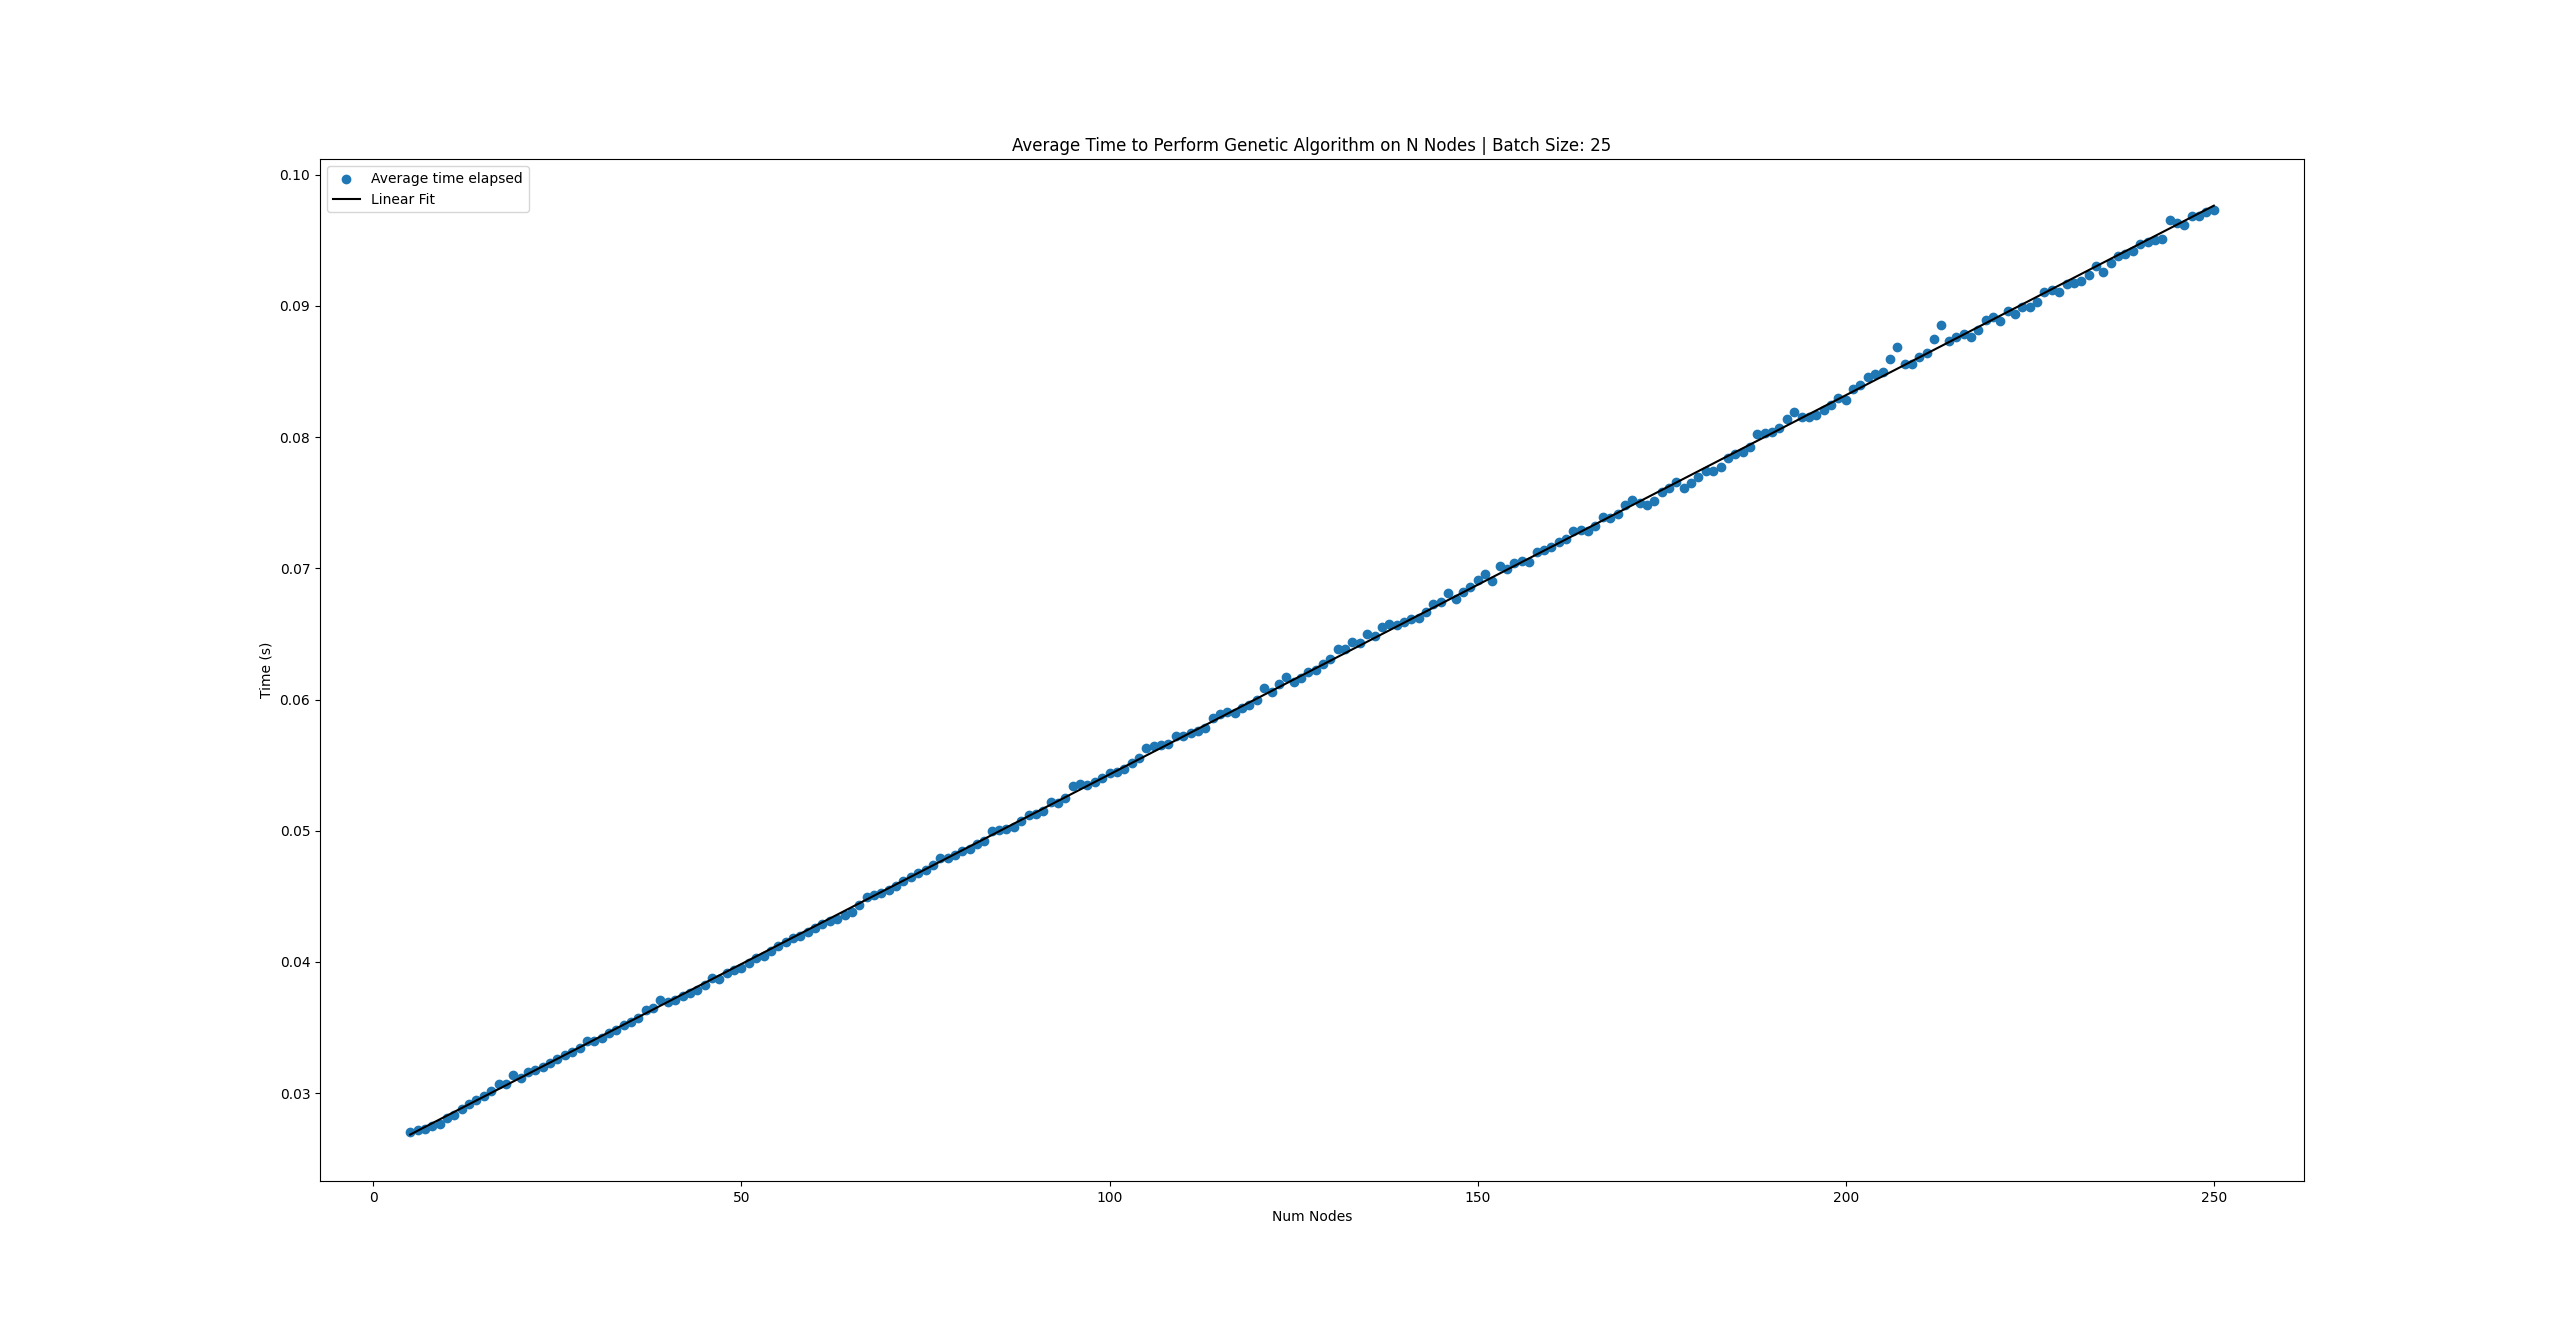 Average Time to Perform Genetic Algorithm on N Nodes | Batch Size: 25
Average time elapsed
Linear Fit
0.10
0.09
0.08
0.07
0.06
0.05
0.04
0.03
Time (s)
0 50 100 150 200 250
Num Nodes